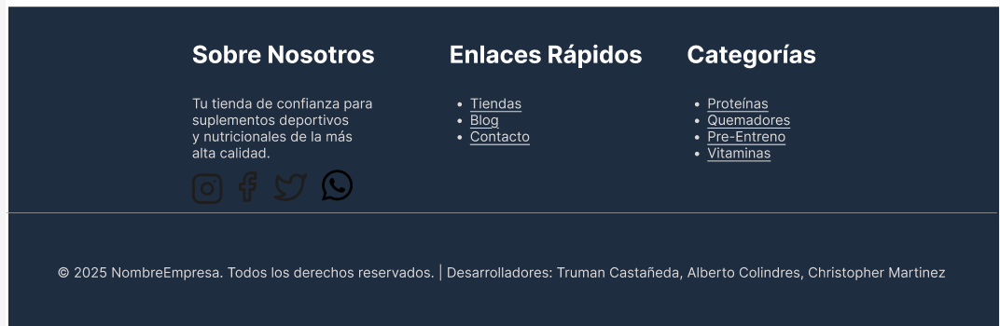 Sobre Nosotros
Tu tienda de confianza para
suplementos deportivos
y nutricionales de la más
alta calidad.
Enlaces Rápidos
• Tiendas
• Blog
• Contacto
Categorías
• Proteínas
• Quemadores
• Pre-Entreno
• Vitaminas
© 2025 NombreEmpresa. Todos los derechos reservados. | Desarrolladores: Truman Castañeda, Alberto Colindres, Christopher Martinez